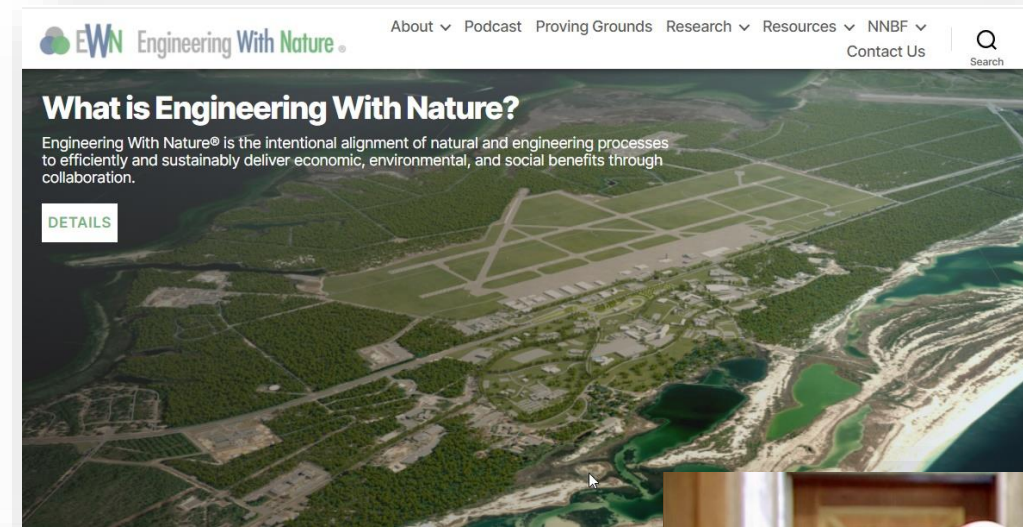 EWN Engineering With Nature ®
About Podcast Proving Grounds Research Resources NNBF
Contact Us
Search
What is Engineering With Nature?
Engineering With Nature® is the intentional alignment of natural and engineering processes
to efficiently and sustainably deliver economic, environmental, and social benefits through
collaboration.
DETAILS